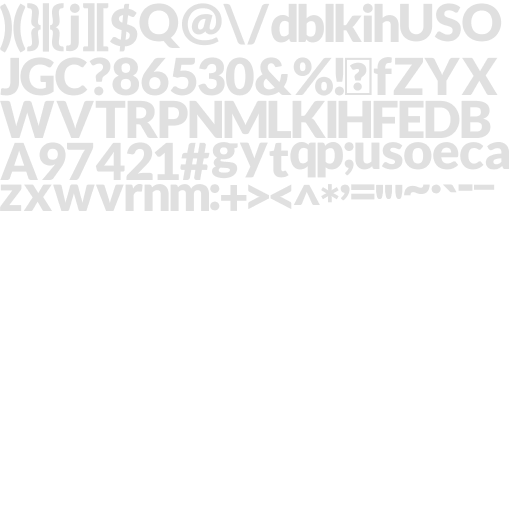 )(}|{j][$Q@\/dblkihUSO
JGC?86530&%!?fZYX
WVTRPNMLKIHFEDB
A97421#gytqp;usoeca
zxwvrnm:+><^*’="'~·`-_